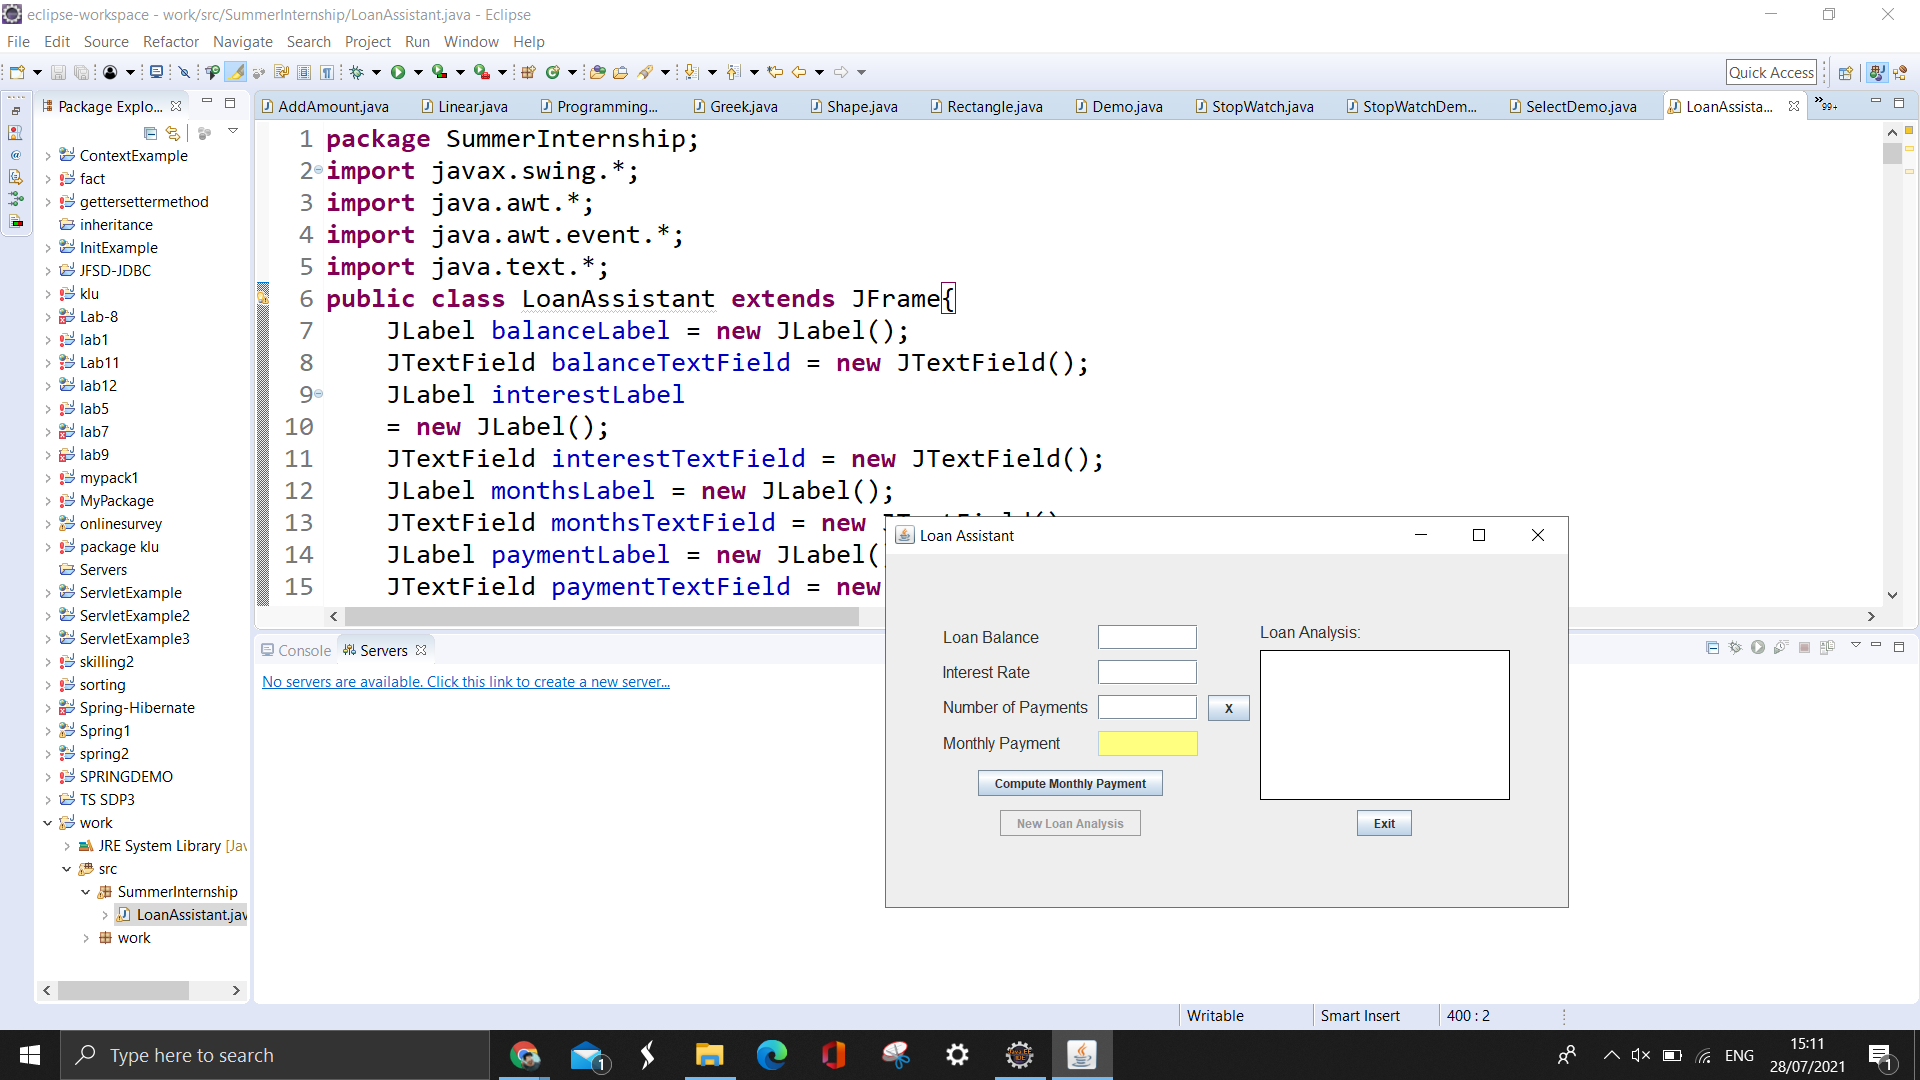 eclipse-workspace - work/src/SummerInternship/LoanAssistant.java - Eclipse
File Edit Source Refactor Navigate Search Project Run Window Help
Quick Access
Package Explo...
AddAmount.java Linear.java Programming... Greek.java Shape.java Rectangle.java Demo.java StopWatch.java StopWatchDem... SelectDemo.java LoanAssista... »99+
ContextExample
fact
gettersettermethod
inheritance
InitExample
JFSD-JDBC
klu
Lab-8
lab1
Lab11
lab12
lab5
lab7
lab9
mypack1
MyPackage
onlinesurvey
package klu
Servers
ServletExample
ServletExample2
ServletExample3
skilling2
sorting
Spring-Hibernate
Spring1
spring2
SPRINGDEMO
TS SDP3
work
JRE System Library [Jav
src
SummerInternship
LoanAssistant.jav
work
1 package SummerInternship;
2 import javax.swing.*;
3 import java.awt.*;
4 import java.awt.event.*;
5 import java.text.*;
6 public class LoanAssistant extends JFrame{
7 JLabel balanceLabel = new JLabel();
8 JTextField balanceTextField = new JTextField();
9 JLabel interestLabel
10 = new JLabel();
11 JTextField interestTextField = new JTextField();
12 JLabel monthsLabel = new JLabel();
13 JTextField monthsTextField = new
14 JLabel paymentLabel = new JLabel(
15 JTextField paymentTextField = new
Console Servers
No servers are available. Click this link to create a new server...
Loan Assistant
Loan Balance
Interest Rate
Number of Payments X
Monthly Payment
Compute Monthly Payment
New Loan Analysis
Loan Analysis:
Exit
Writable Smart Insert 400 : 2
Type here to search
1
ENG
15:11
28/07/2021
1